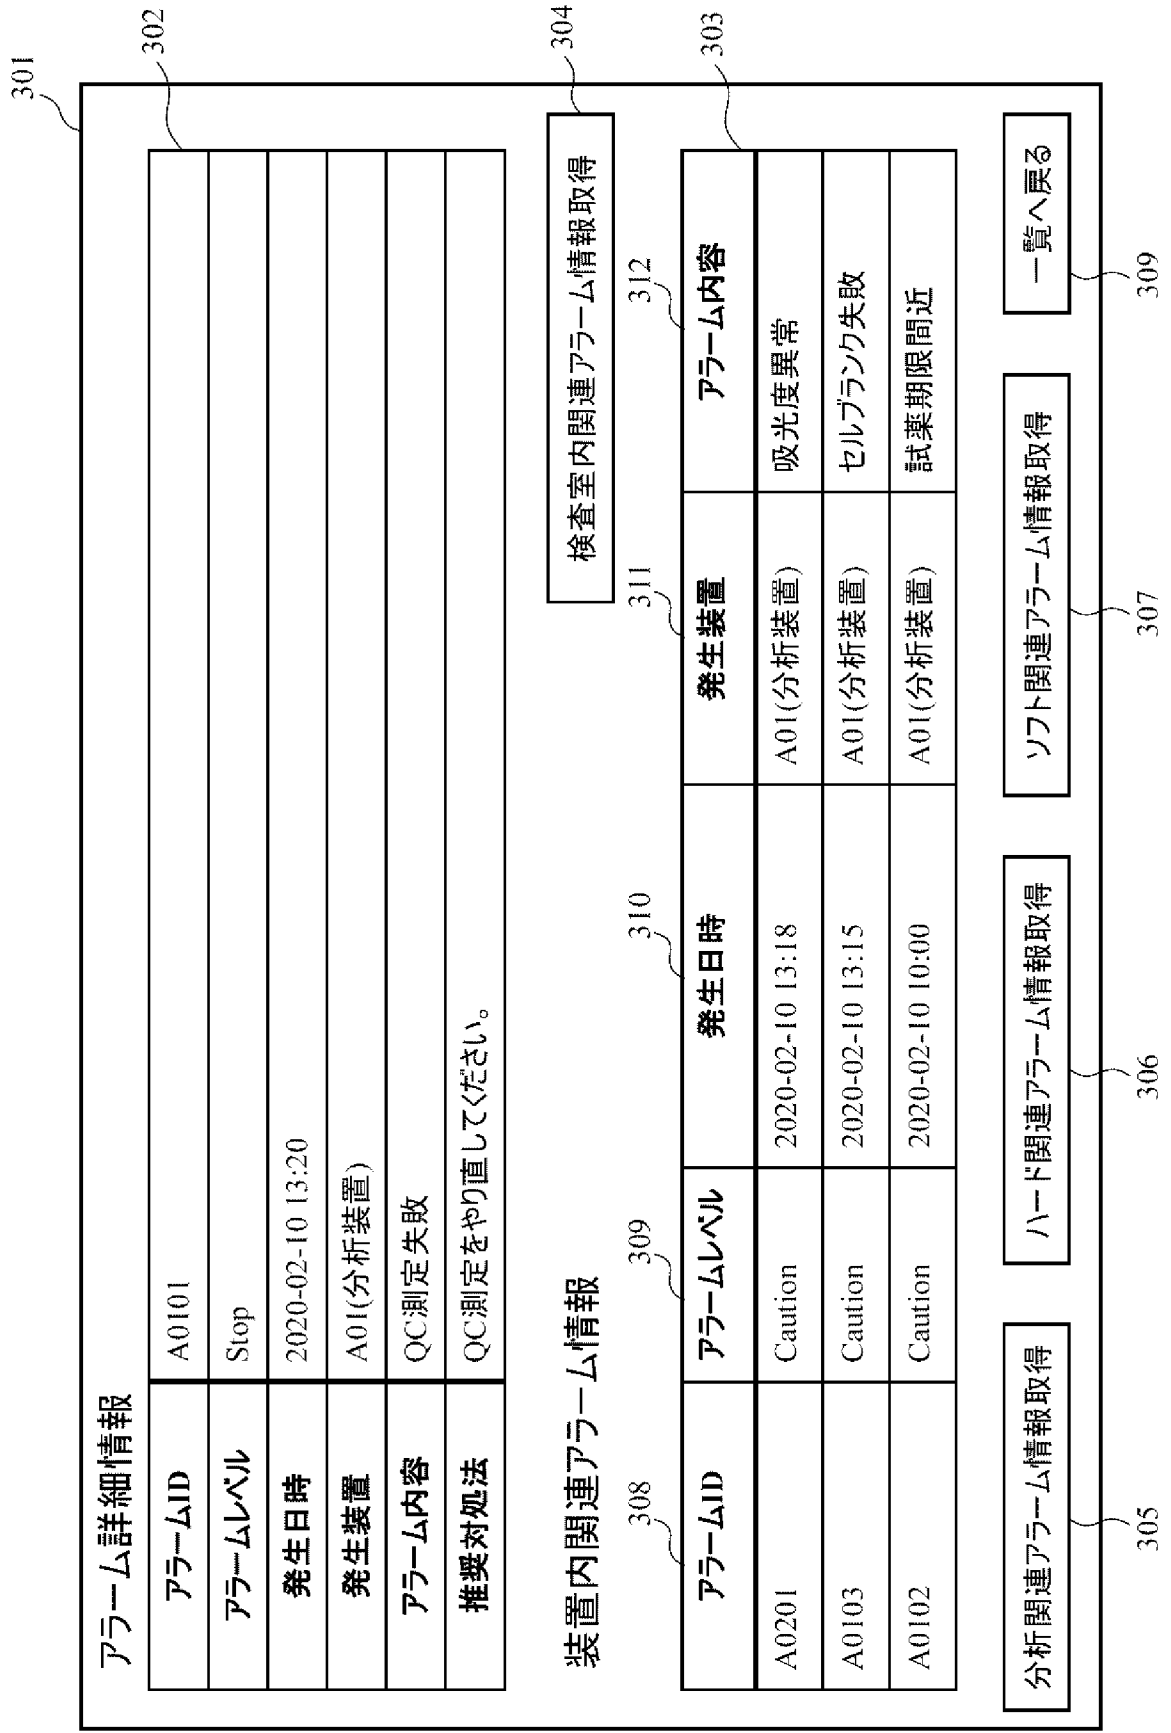 301
アラーム詳細情報
302
アラームID A0101
アラームレベル Stop
発生日時 2020-02-10 13:20
発生装置 A01(分析装置)
アラーム内容 QC測定失敗
推奨対処法 QC測定をやり直してください。
304
検査室内関連アラーム情報取得
装置内関連アラーム情報
308 309 310 311 312 303
アラームID アラームレベル 発生日時 発生装置 アラーム内容
A0201 Caution 2020-02-10 13:18 A01(分析装置) 吸光度異常
A0103 Caution 2020-02-10 13:15 A01(分析装置) セルブランク失敗
A0102 Caution 2020-02-10 10:00 A01(分析装置) 試薬期限間近
分析関連アラーム情報取得 ハード関連アラーム情報取得 ソフト関連アラーム情報取得 一覧へ戻る
305 306 307 309